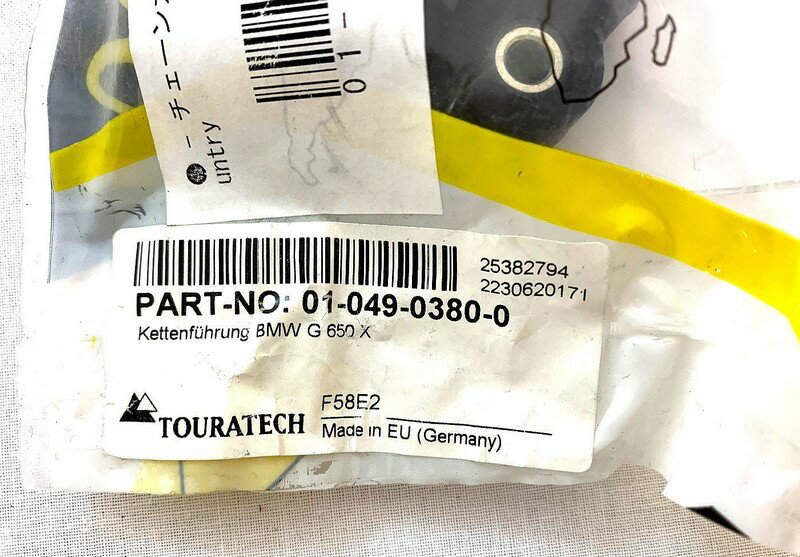 チェーン
01-
untry
25382794
2230620171
PART-NO: 01-049-0380-0
Kettenführung BMW G 650 X
TOURATECH
F58E2
Made in EU (Germany)